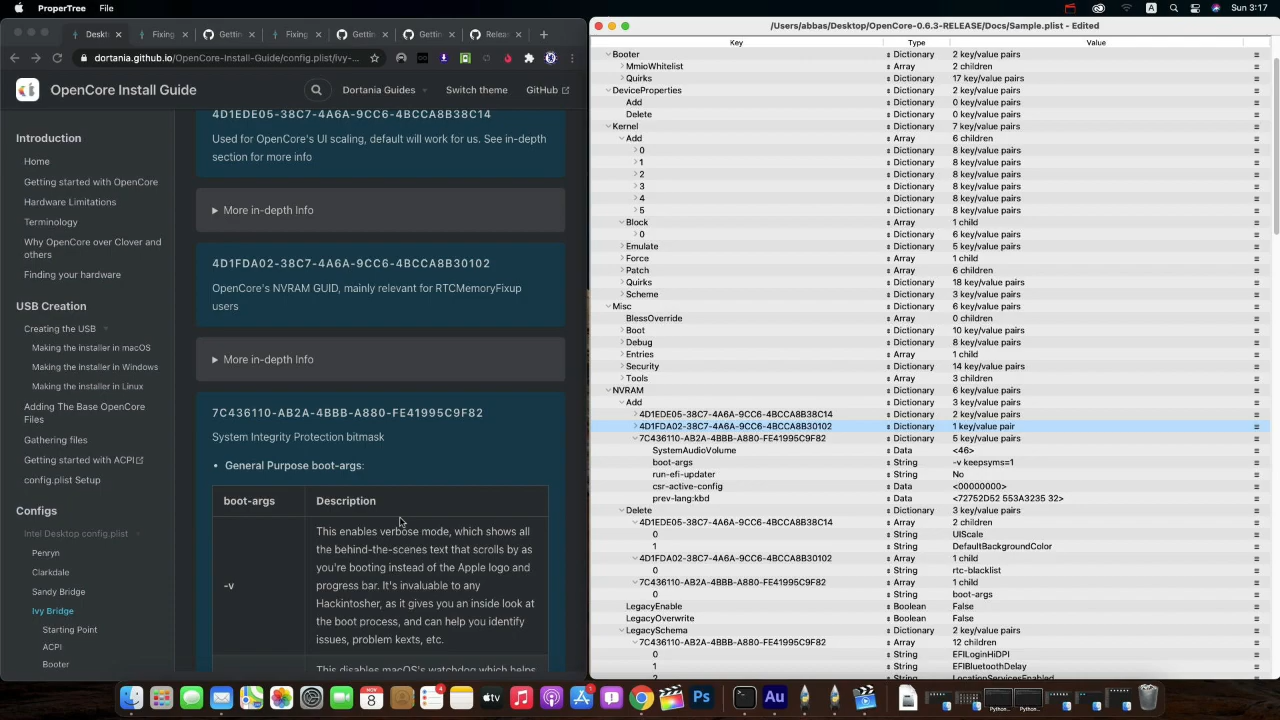 ProperTree
A
Sun 3:17
Deskt
Fixing
Gettin
Fixing
Gettin
Gettin
Releas
dortania.github.io/OpenCore-Install-Guide/config.plist/ivy-...
OpenCore Install Guide
Dortania Guides
Switch theme
GitHub
Introduction
Home
Getting started with OpenCore
Hardware Limitations
Terminology
Why OpenCore over Clover and
others
Finding your hardware
USB Creation
Creating the USB
Making the installer in macOS
Making the installer in Windows
Making the installer in Linux
Adding The Base OpenCore
Files
Gathering files
Getting started with ACPI
config.plist Setup
Configs
Intel Desktop config.plist
Penryn
Clarkdale
Sandy Bridge
Ivy Bridge
Starting Point
ACPI
Booter
4D1EDE05-38C7-4A6A-9CC6-4BCCA8B38C14
Used for OpenCore's UI scaling, default will work for us. See in-depth
section for more info
More in-depth Info
4D1FDA02-38C7-4A6A-9CC6-4BCCA8B30102
OpenCore's NVRAM GUID, mainly relevant for RTCMemoryFixup
users
More in-depth Info
7C436110-AB2A-4BBB-A880-FE41995C9F82
System Integrity Protection bitmask
• General Purpose boot-args:
boot-args Description
-v
This enables verbose mode, which shows all
the behind-the-scenes text that scrolls by as
you're booting instead of the Apple logo and
progress bar. It's invaluable to any
Hackintosher, as it gives you an inside look at
the boot process, and can help you identify
issues, problem kexts, etc.
This disables macOS's watchdog which helps
/Users/abbas/Desktop/OpenCore-0.6.3-RELEASE/Docs/Sample.plist - Edited
Key Type Value
Booter Dictionary 2 key/value pairs
MmioWhitelist Array 2 children
Quirks Dictionary 17 key/value pairs
DeviceProperties Dictionary 2 key/value pairs
Add Dictionary 0 key/value pairs
Delete Dictionary 0 key/value pairs
Kernel Dictionary 7 key/value pairs
Add Array 6 children
0 Dictionary 8 key/value pairs
1 Dictionary 8 key/value pairs
2 Dictionary 8 key/value pairs
3 Dictionary 8 key/value pairs
4 Dictionary 8 key/value pairs
5 Dictionary 8 key/value pairs
Block Array 1 child
0 Dictionary 6 key/value pairs
Emulate Dictionary 5 key/value pairs
Force Array 1 child
Patch Array 6 children
Quirks Dictionary 18 key/value pairs
Scheme Dictionary 3 key/value pairs
Misc Dictionary 6 key/value pairs
BlessOverride Array 0 children
Boot Dictionary 10 key/value pairs
Debug Dictionary 8 key/value pairs
Entries Array 1 child
Security Dictionary 14 key/value pairs
Tools Array 3 children
NVRAM Dictionary 6 key/value pairs
Add Dictionary 3 key/value pairs
4D1EDE05-38C7-4A6A-9CC6-4BCCA8B38C14 Dictionary 2 key/value pairs
4D1FDA02-38C7-4A6A-9CC6-4BCCA8B30102 Dictionary 1 key/value pair
7C436110-AB2A-4BBB-A880-FE41995C9F82 Dictionary 5 key/value pairs
SystemAudioVolume Data <46>
boot-args String -v keepsyms=1
run-efi-updater String No
csr-active-config Data <00000000>
prev-lang:kbd Data <72752D52 553A3235 32>
Delete Dictionary 3 key/value pairs
4D1EDE05-38C7-4A6A-9CC6-4BCCA8B38C14 Array 2 children
0 String UIScale
1 String DefaultBackgroundColor
4D1FDA02-38C7-4A6A-9CC6-4BCCA8B30102 Array 1 child
0 String rtc-blacklist
7C436110-AB2A-4BBB-A880-FE41995C9F82 Array 1 child
0 String boot-args
LegacyEnable Boolean False
LegacyOverwrite Boolean False
LegacySchema Dictionary 2 key/value pairs
7C436110-AB2A-4BBB-A880-FE41995C9F82 Array 12 children
0 String EFILoginHiDPI
1 String EFIBluetoothDelay
2 String LocationServicesEnabled
NOV
8
4
tv
1
Ps
Au
Python...
Python...